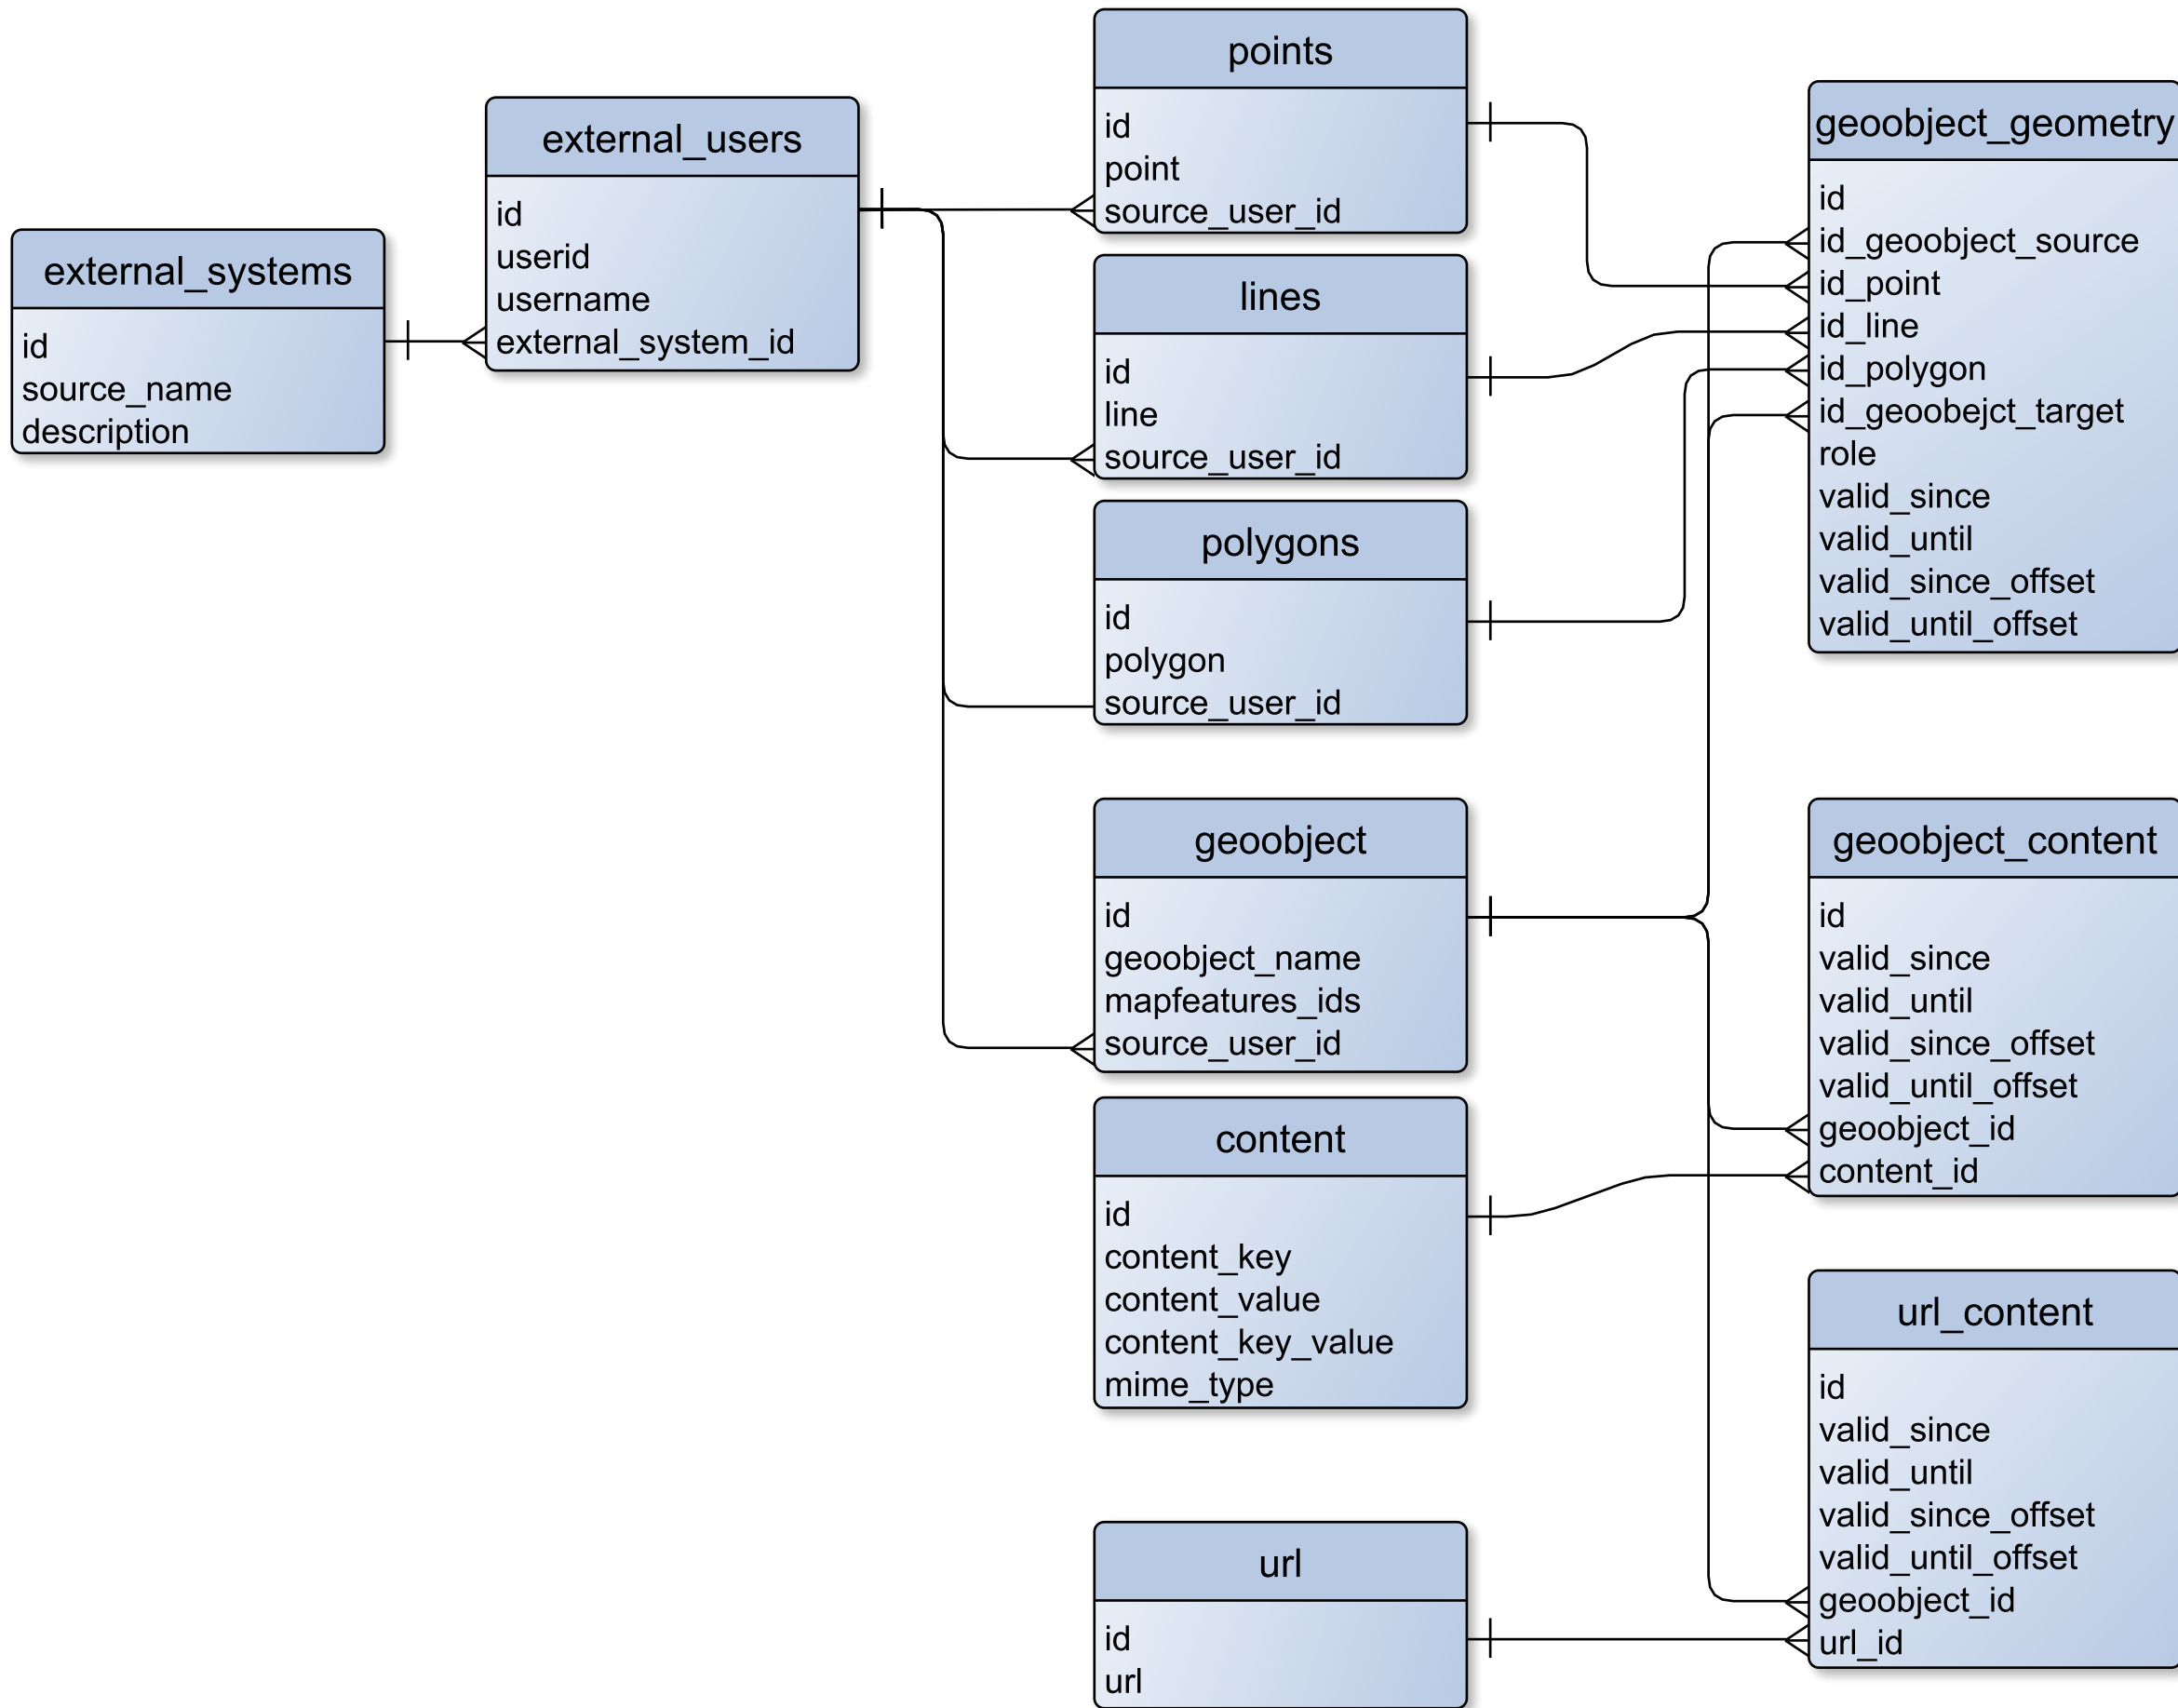 external_systems
id
source_name
description
external_users
id
userid
username
external_system_id
points
id
point
source_user_id
lines
id
line
source_user_id
polygons
id
polygon
source_user_id
geoobject
id
geoobject_name
mapfeatures_ids
source_user_id
content
id
content_key
content_value
content_key_value
mime_type
url
id
url
geoobject_geometry
id
id_geoobject_source
id_point
id_line
id_polygon
id_geoobejct_target
role
valid_since
valid_until
valid_since_offset
valid_until_offset
geoobject_content
id
valid_since
valid_until
valid_since_offset
valid_until_offset
geoobject_id
content_id
url_content
id
valid_since
valid_until
valid_since_offset
valid_until_offset
geoobject_id
url_id